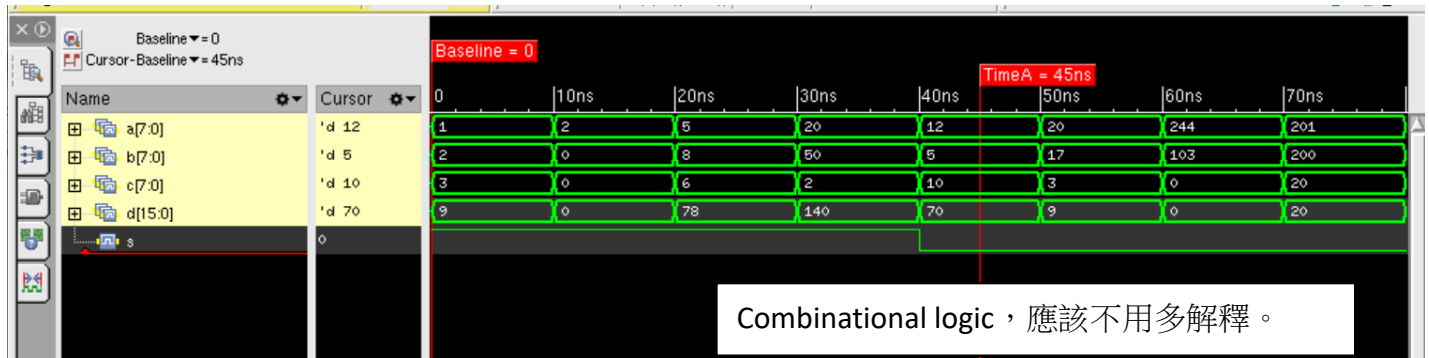 Baseline ▾= 0
Cursor-Baseline ▾= 45ns
Baseline = 0
TimeA = 45ns
Name Cursor 0 10ns 20ns 30ns 40ns 50ns 60ns 70ns
a[7:0] 'd 12 1 2 5 20 12 20 244 201
b[7:0] 'd 5 2 0 8 50 5 17 103 200
c[7:0] 'd 10 3 0 6 2 10 3 0 20
d[15:0] 'd 70 9 0 78 140 70 9 0 20
s 0
Combinational logic，應該不用多解釋。